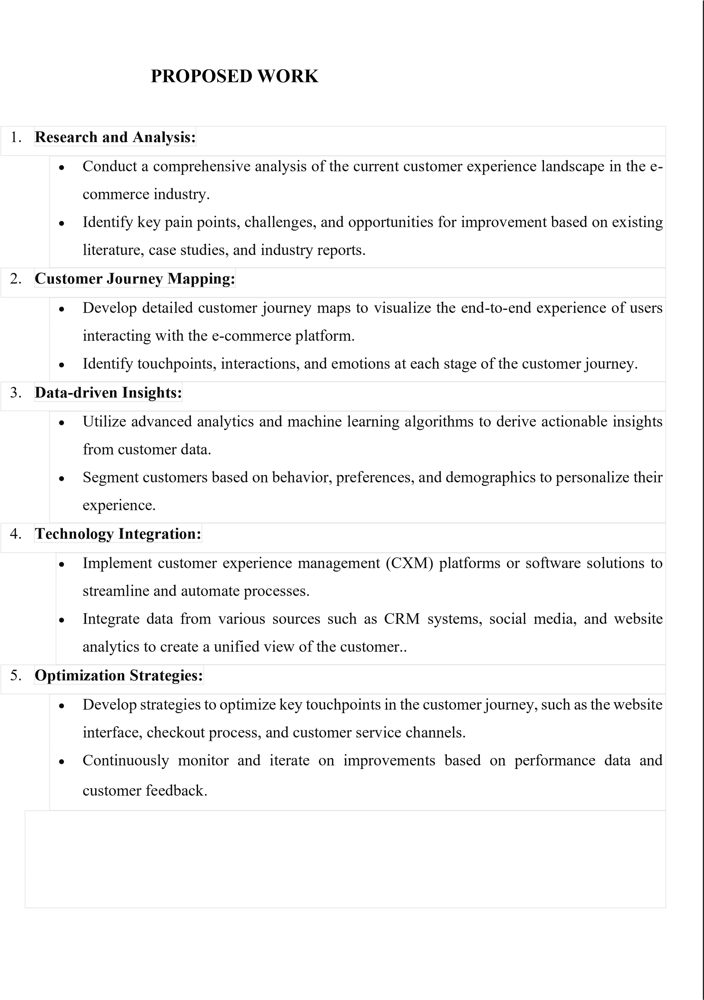 PROPOSED WORK
1. Research and Analysis:
• Conduct a comprehensive analysis of the current customer experience landscape in the e-
commerce industry.
• Identify key pain points, challenges, and opportunities for improvement based on existing
literature, case studies, and industry reports.
2. Customer Journey Mapping:
• Develop detailed customer journey maps to visualize the end-to-end experience of users
interacting with the e-commerce platform.
• Identify touchpoints, interactions, and emotions at each stage of the customer journey.
3. Data-driven Insights:
• Utilize advanced analytics and machine learning algorithms to derive actionable insights
from customer data.
• Segment customers based on behavior, preferences, and demographics to personalize their
experience.
4. Technology Integration:
• Implement customer experience management (CXM) platforms or software solutions to
streamline and automate processes.
• Integrate data from various sources such as CRM systems, social media, and website
analytics to create a unified view of the customer..
5. Optimization Strategies:
• Develop strategies to optimize key touchpoints in the customer journey, such as the website
interface, checkout process, and customer service channels.
• Continuously monitor and iterate on improvements based on performance data and
customer feedback.